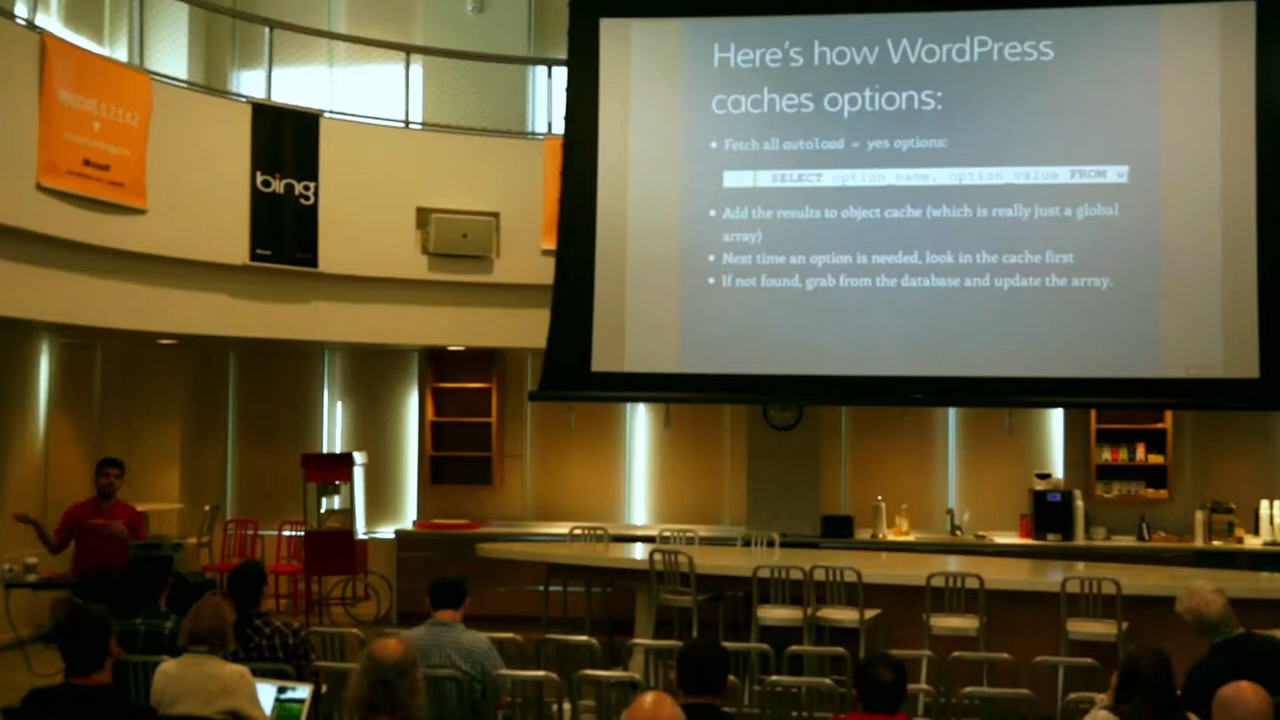 Here's how WordPress
caches options:
• Fetch all autoload = yes options:
SELECT option_name, option_value FROM w
• Add the results to object cache (which is really just a global
array)
• Next time an option is needed, look in the cache first
• If not found, grab from the database and update the array.
bing
Microsoft